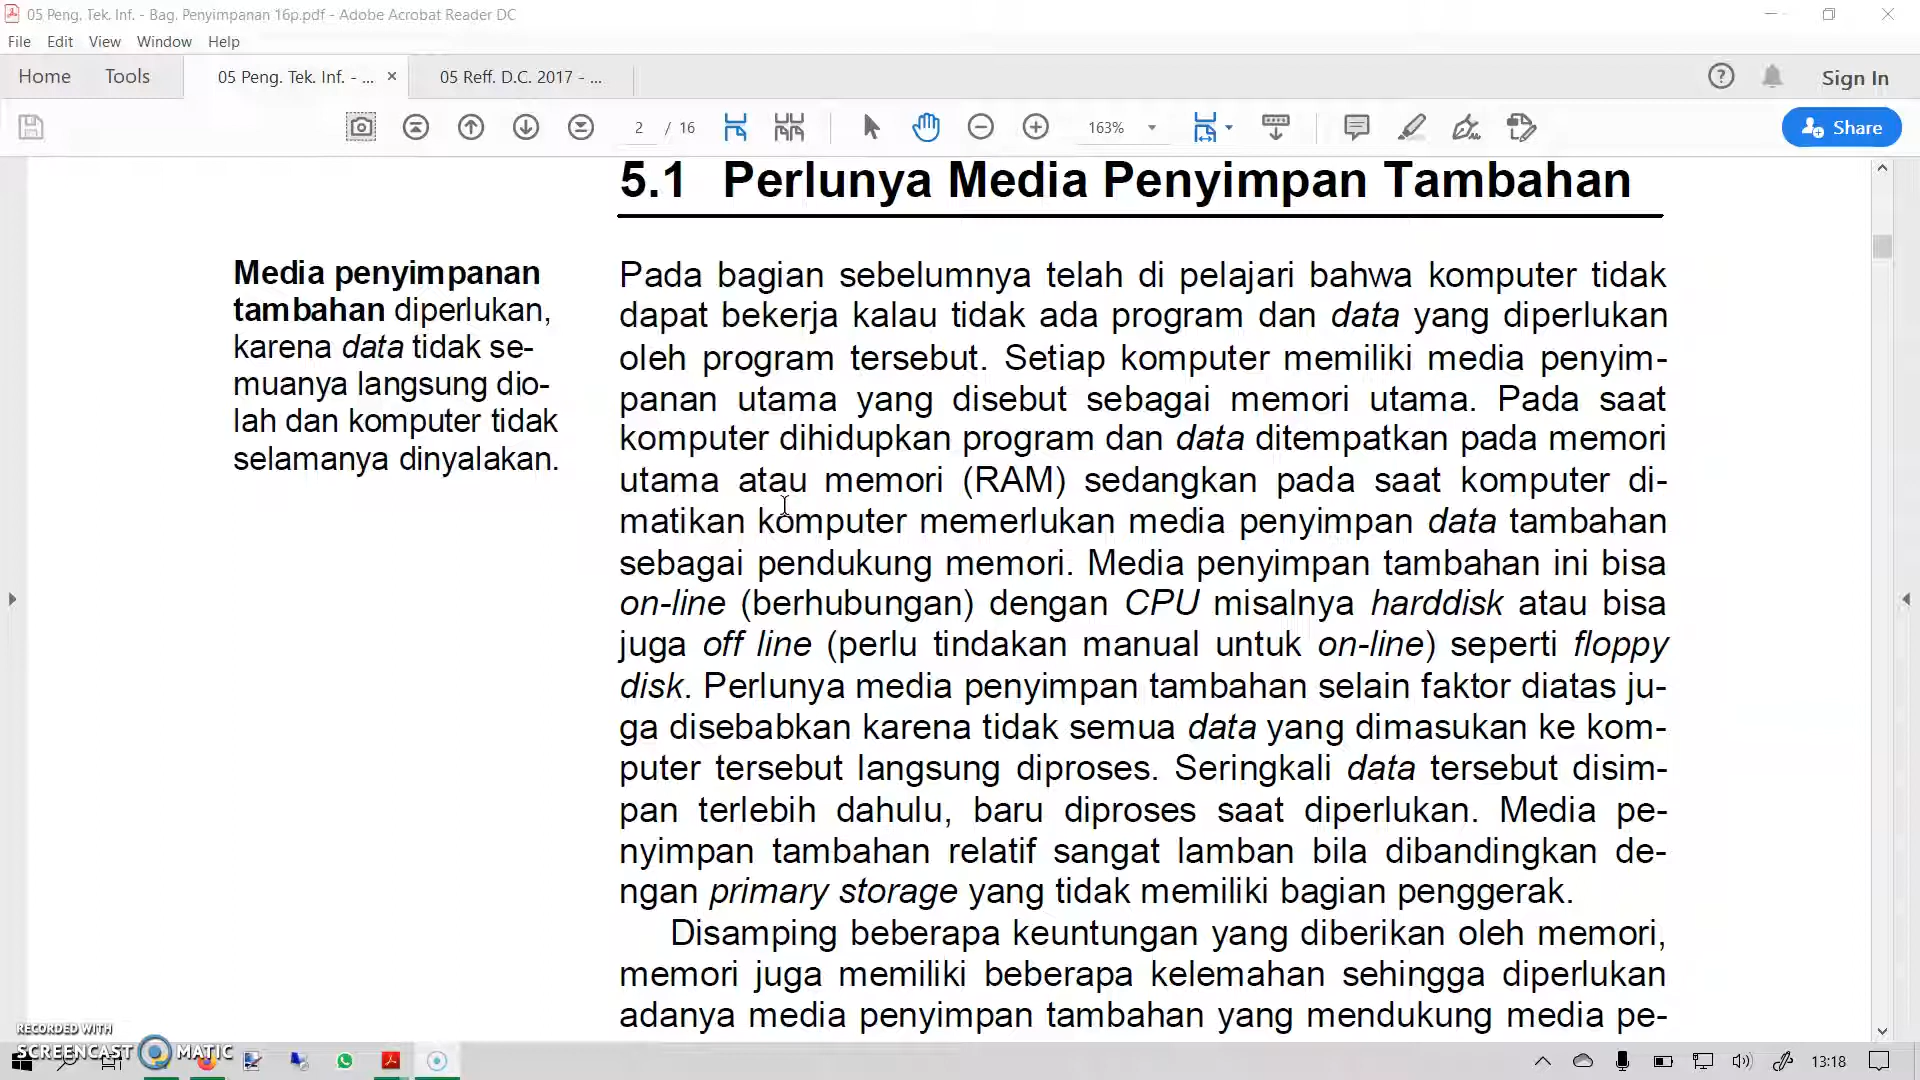 05 Peng. Tek. Inf. - Bag. Penyimpanan 16p.pdf - Adobe Acrobat Reader DC
File Edit View Window Help
Home Tools 05 Peng. Tek. Inf. - ... × 05 Reff. D.C. 2017 - ... Sign In
2 / 16 163% Share
5.1 Perlunya Media Penyimpan Tambahan
Media penyimpanan
tambahan diperlukan,
karena data tidak se-
muanya langsung dio-
lah dan komputer tidak
selamanya dinyalakan.
Pada bagian sebelumnya telah di pelajari bahwa komputer tidak
dapat bekerja kalau tidak ada program dan data yang diperlukan
oleh program tersebut. Setiap komputer memiliki media penyim-
panan utama yang disebut sebagai memori utama. Pada saat
komputer dihidupkan program dan data ditempatkan pada memori
utama atau memori (RAM) sedangkan pada saat komputer di-
matikan komputer memerlukan media penyimpan data tambahan
sebagai pendukung memori. Media penyimpan tambahan ini bisa
on-line (berhubungan) dengan CPU misalnya harddisk atau bisa
juga off line (perlu tindakan manual untuk on-line) seperti floppy
disk. Perlunya media penyimpan tambahan selain faktor diatas ju-
ga disebabkan karena tidak semua data yang dimasukan ke kom-
puter tersebut langsung diproses. Seringkali data tersebut disim-
pan terlebih dahulu, baru diproses saat diperlukan. Media pe-
nyimpan tambahan relatif sangat lamban bila dibandingkan de-
ngan primary storage yang tidak memiliki bagian penggerak.
Disamping beberapa keuntungan yang diberikan oleh memori,
memori juga memiliki beberapa kelemahan sehingga diperlukan
adanya media penyimpan tambahan yang mendukung media pe-
RECORDED WITH
SCREENCAST MATIC
13:18